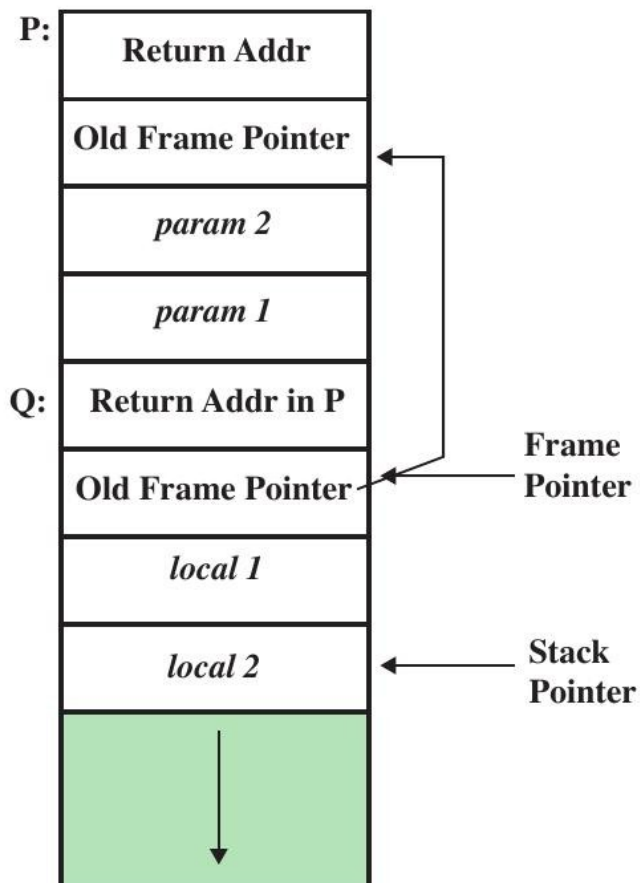 P:
Return Addr
Old Frame Pointer
param 2
param 1
Q:
Return Addr in P
Old Frame Pointer
Frame
Pointer
local 1
local 2
Stack
Pointer